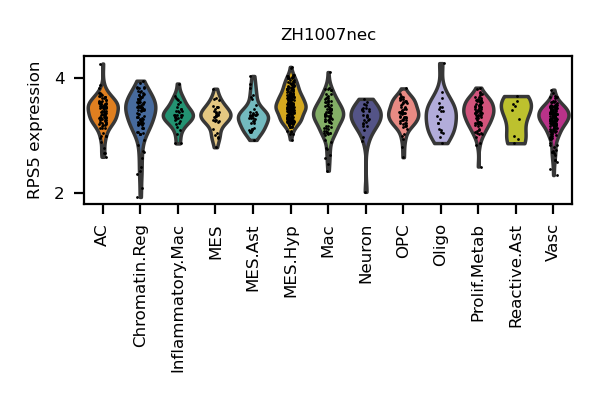 ZH1007nec
RPS5 expression
4
2
AC
Chromatin.Reg
Inflammatory.Mac
MES
MES.Ast
MES.Hyp
Mac
Neuron
OPC
Oligo
Prolif.Metab
Reactive.Ast
Vasc